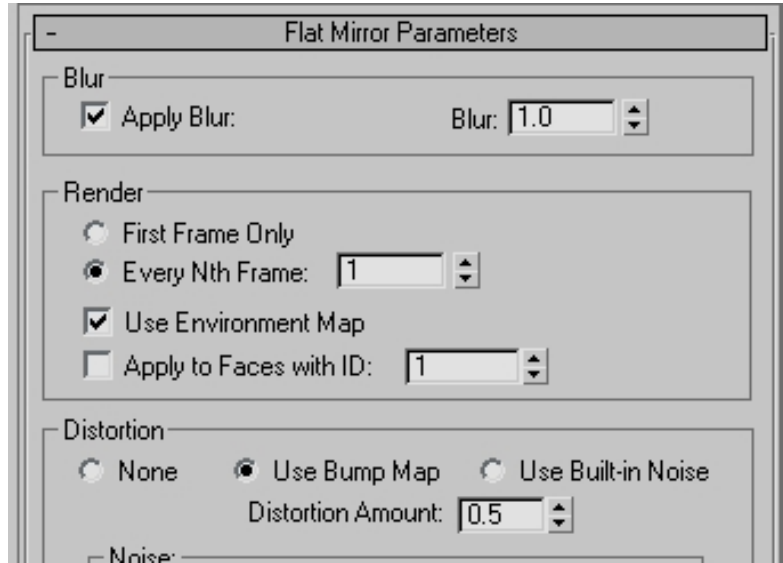 - Flat Mirror Parameters
Blur
Apply Blur: Blur: 1.0
Render
First Frame Only
Every Nth Frame: 1
Use Environment Map
Apply to Faces with ID: 1
Distortion
None Use Bump Map Use Built-in Noise
Distortion Amount: 0.5
Noise: